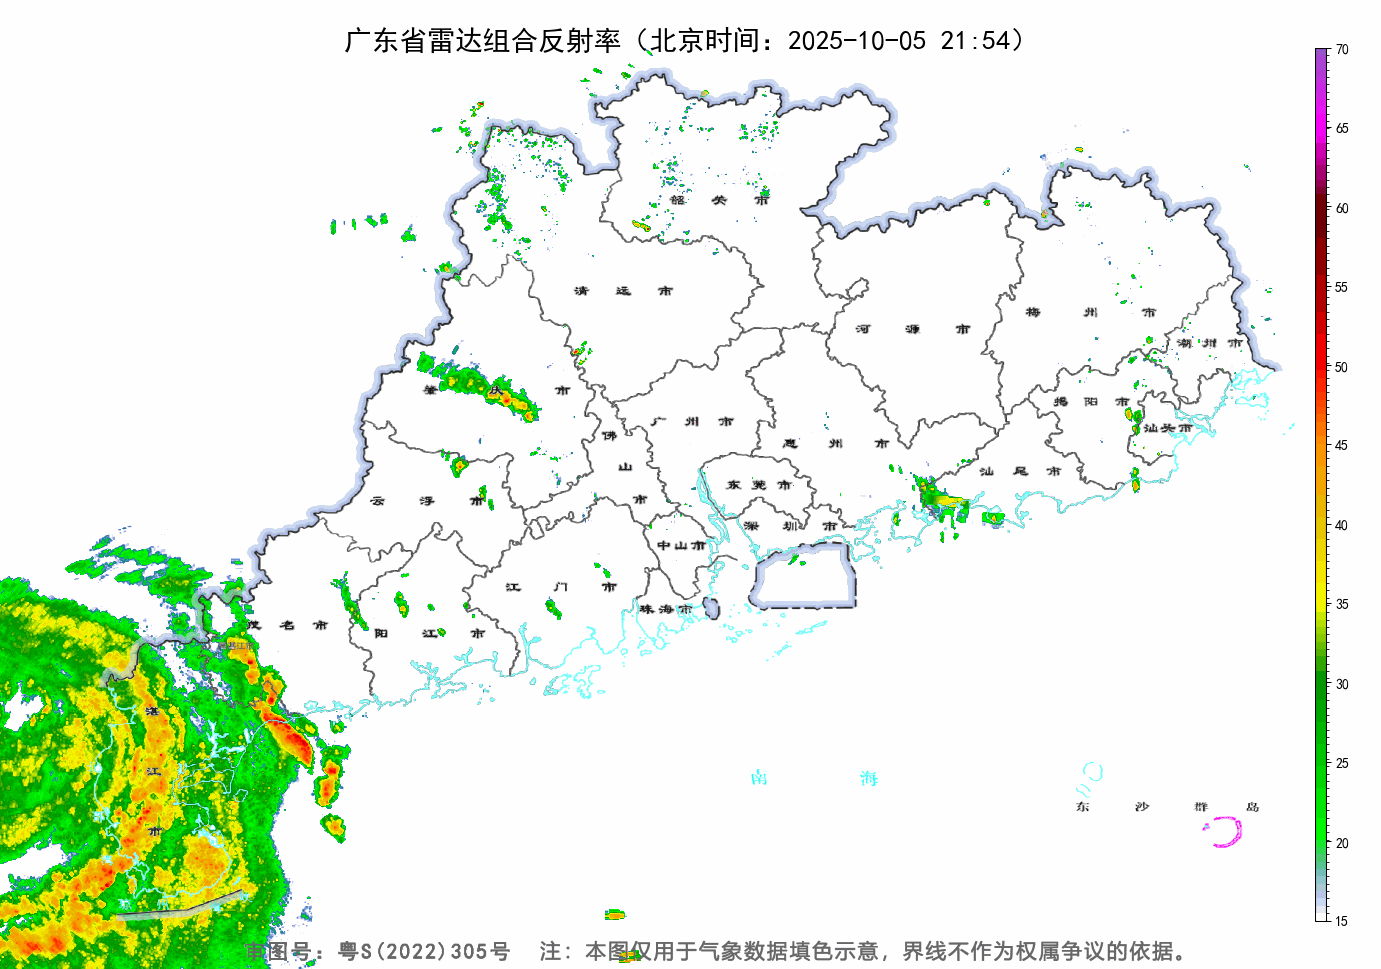 广东省雷达组合反射率（北京时间：2025-10-05 21:54）
70
65
60
55
50
45
40
35
30
25
20
15
韶关市
清远市
河源市
梅州市
潮州市
肇庆市
广州市
揭阳市
汕头市
佛山市
惠州市
汕尾市
东莞市
云浮市
深圳市
中山市
江门市
珠海市
茂名市
阳江市
湛江市
湛江市
南海
东沙群岛
审图号：粤S(2022)305号 注：本图仅用于气象数据填色示意，界线不作为权属争议的依据。